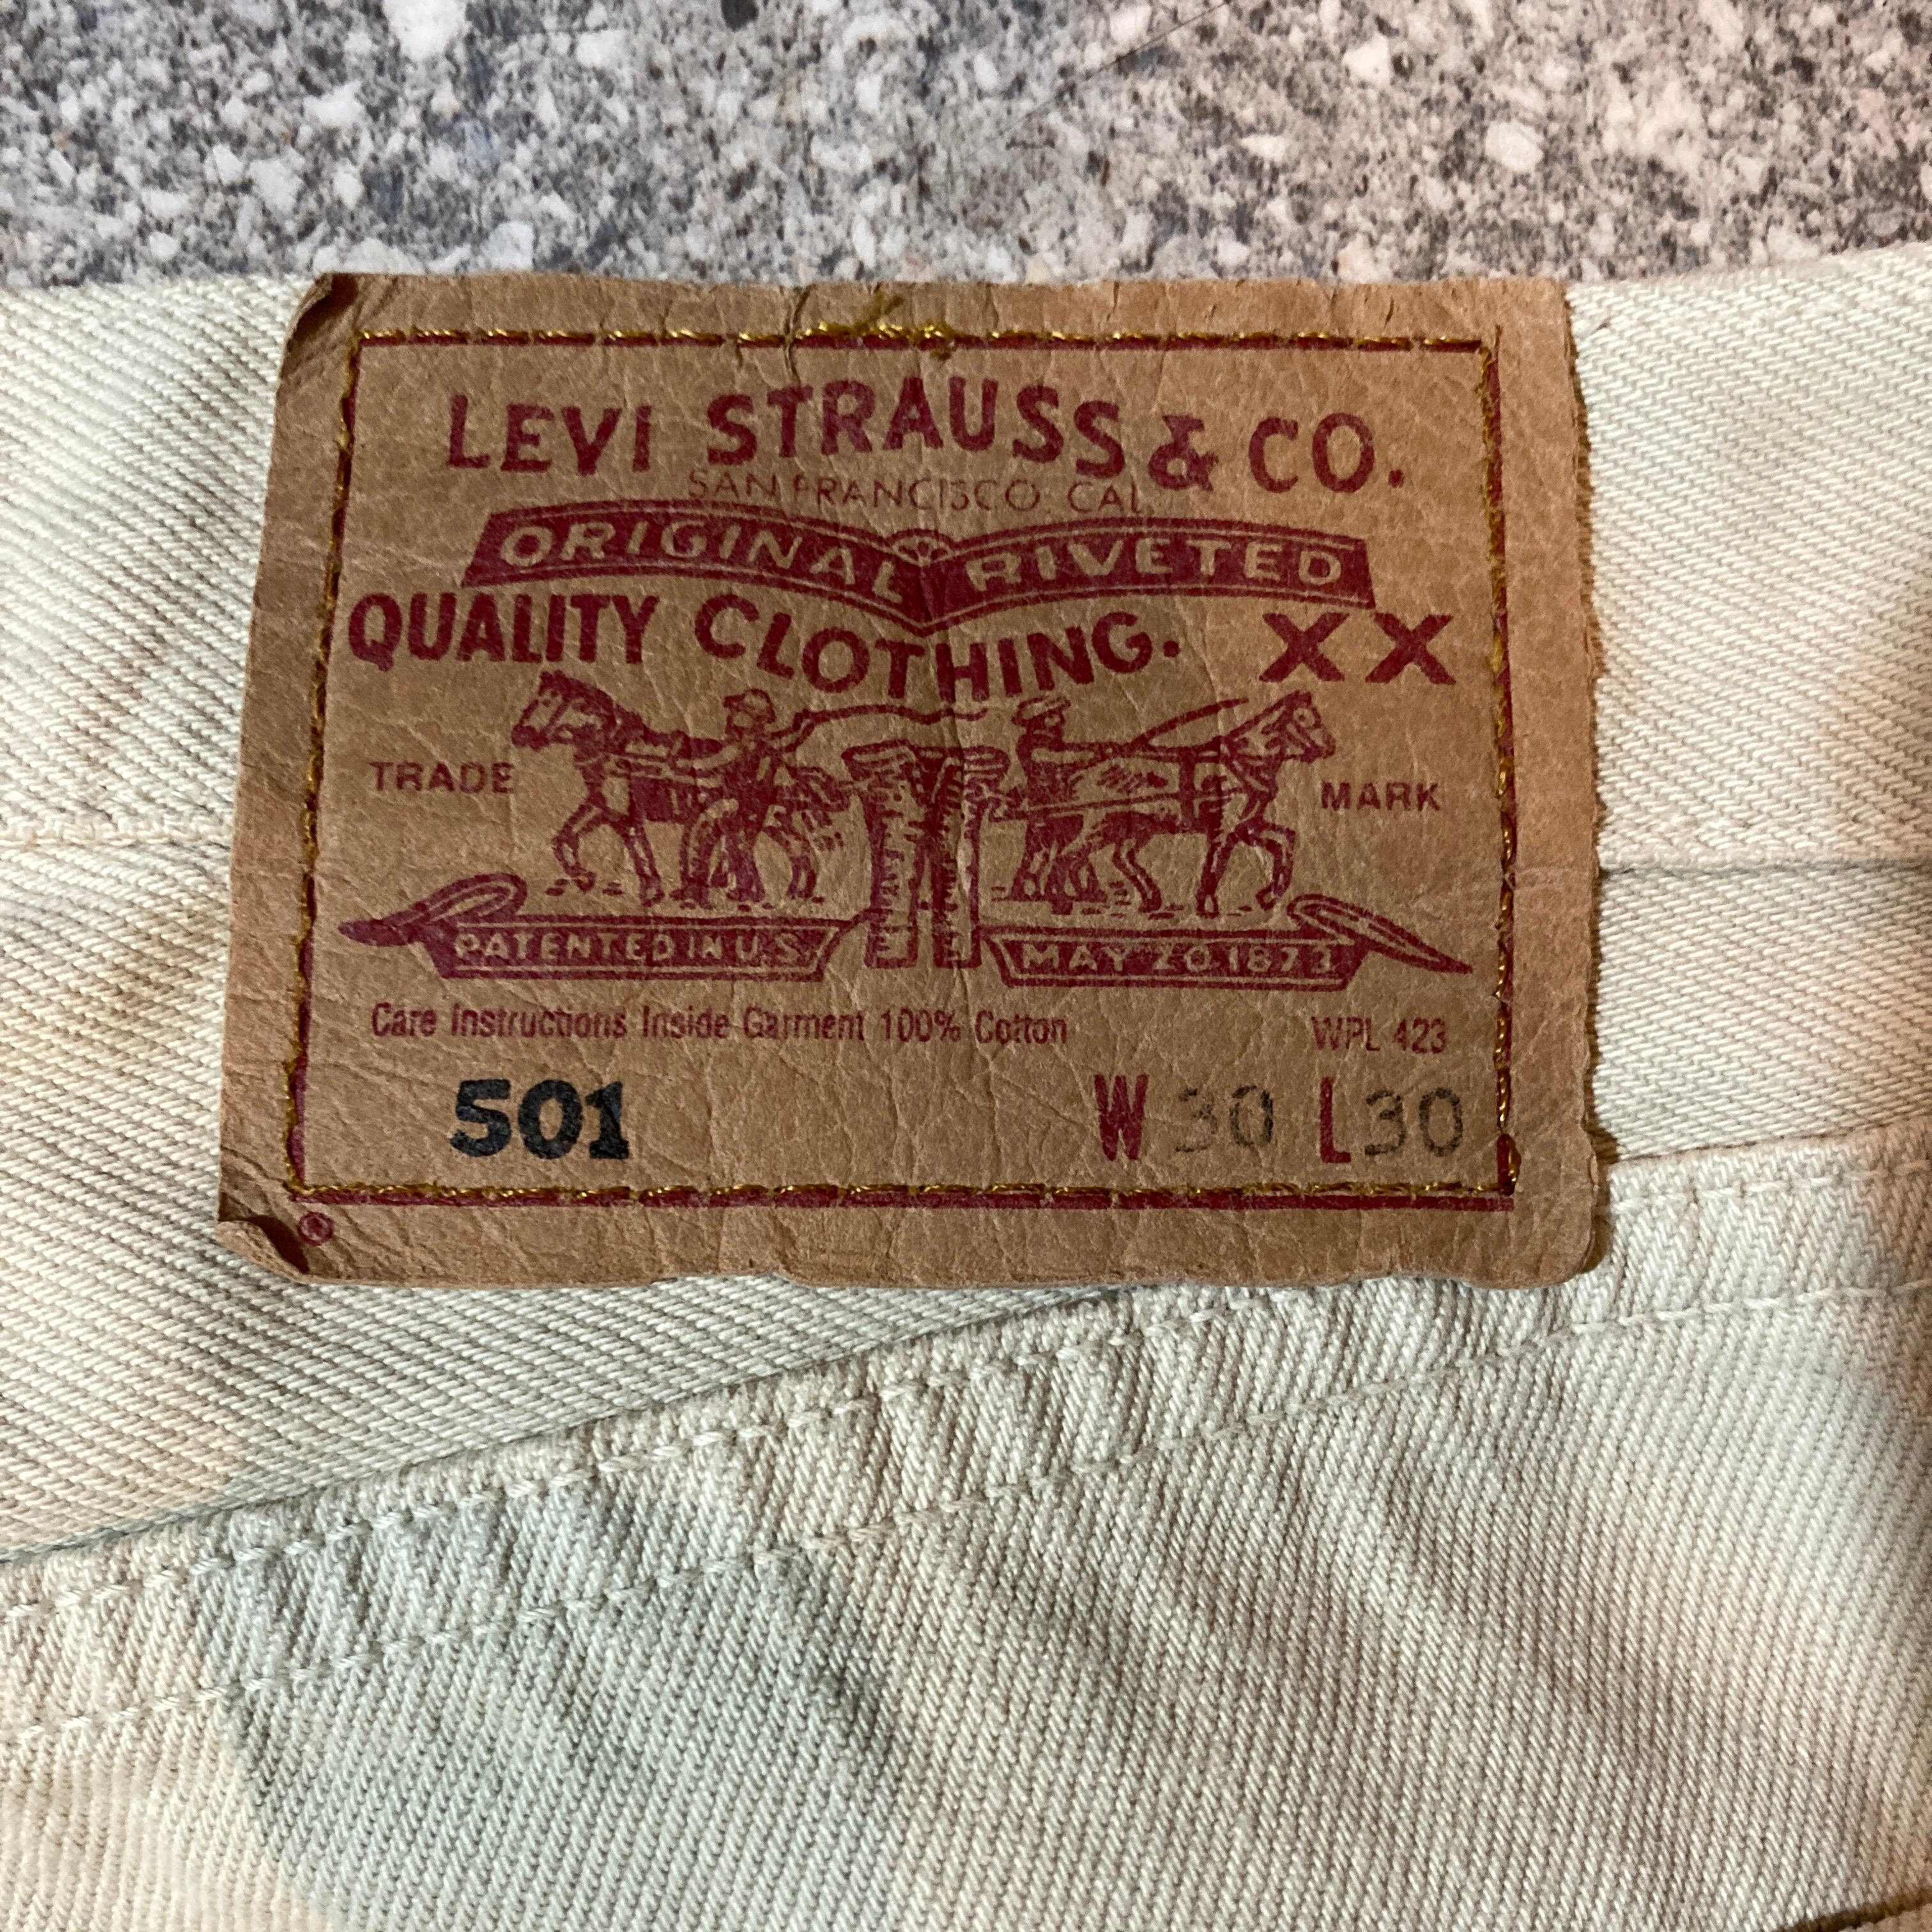 LEVI STRAUSS & CO.
SAN FRANCISCO CAL.
ORIGINAL RIVETED
QUALITY CLOTHING. XX
TRADE MARK
PATENTED IN U.S. MAY 20 1873
Care Instructions Inside Garment 100% Cotton WPL 423
501 W 30 L 30
®